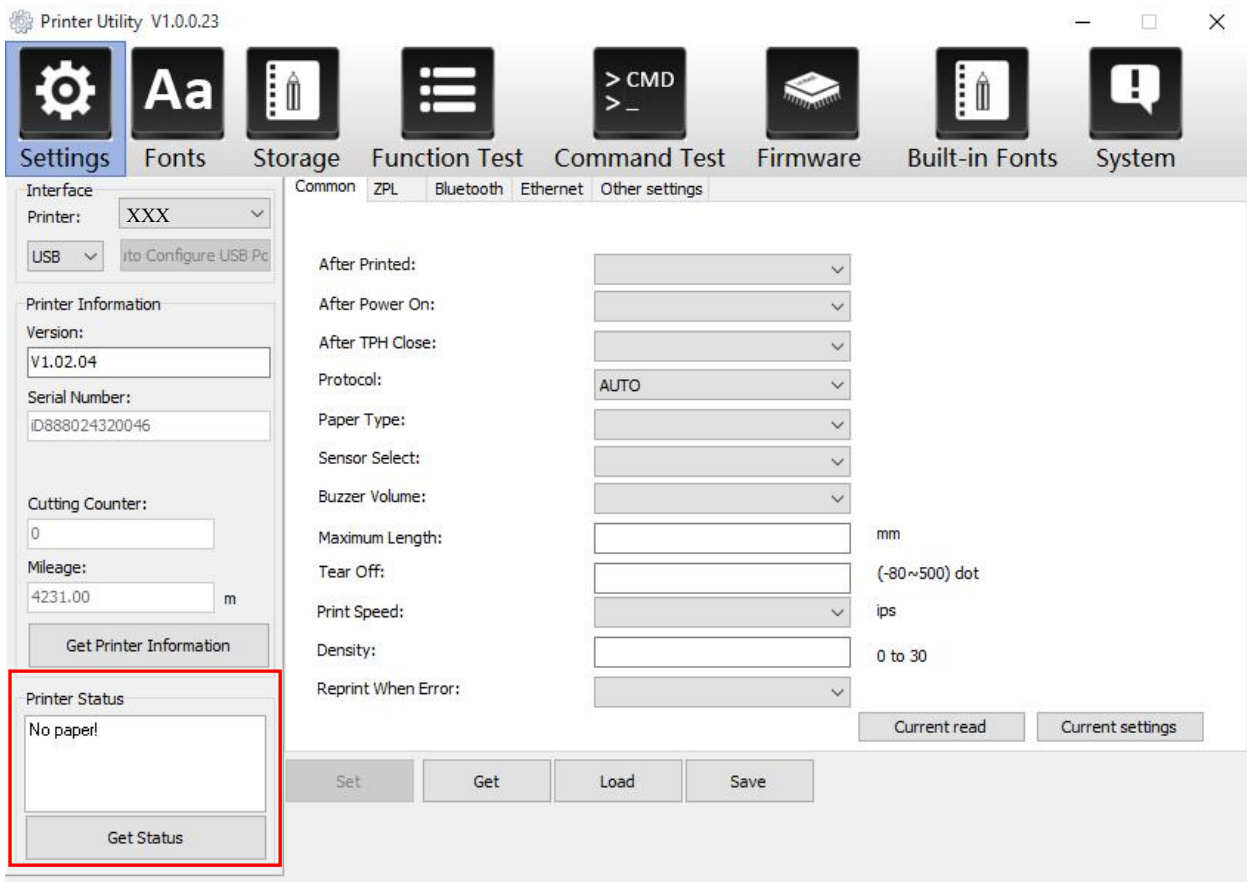 Printer Utility V1.0.0.23
> CMD
> _
Aa
Settings Fonts Storage Function Test Command Test Firmware Built-in Fonts System
Interface
Printer: XXX
USB ıto Configure USB Pc
Printer Information
Version:
V1.02.04
Serial Number:
iD888024320046
Cutting Counter:
0
Mileage:
4231.00 m
Get Printer Information
Printer Status
No paper!
Get Status
Common ZPL Bluetooth Ethernet Other settings
After Printed:
After Power On:
After TPH Close:
Protocol: AUTO
Paper Type:
Sensor Select:
Buzzer Volume:
Maximum Length: mm
Tear Off: (-80~500) dot
Print Speed: ips
Density: 0 to 30
Reprint When Error:
Current read Current settings
Set Get Load Save